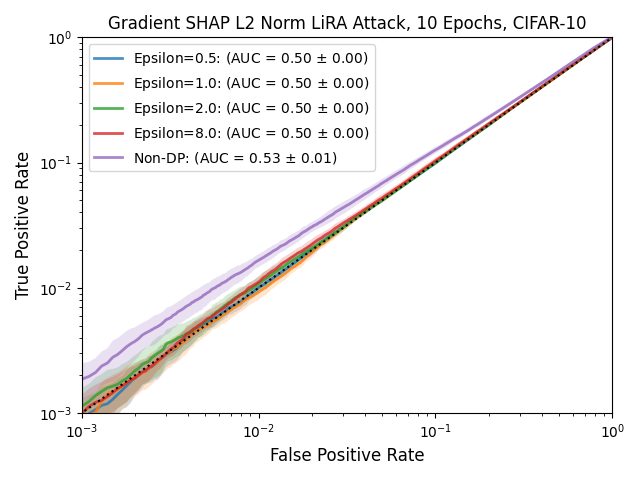 Gradient SHAP L2 Norm LiRA Attack, 10 Epochs, CIFAR-10
Epsilon=0.5: (AUC = 0.50 ± 0.00)
Epsilon=1.0: (AUC = 0.50 ± 0.00)
Epsilon=2.0: (AUC = 0.50 ± 0.00)
Epsilon=8.0: (AUC = 0.50 ± 0.00)
Non-DP: (AUC = 0.53 ± 0.01)
True Positive Rate
10⁰
10⁻¹
10⁻²
10⁻³
10⁻³ 10⁻² 10⁻¹ 10⁰
False Positive Rate